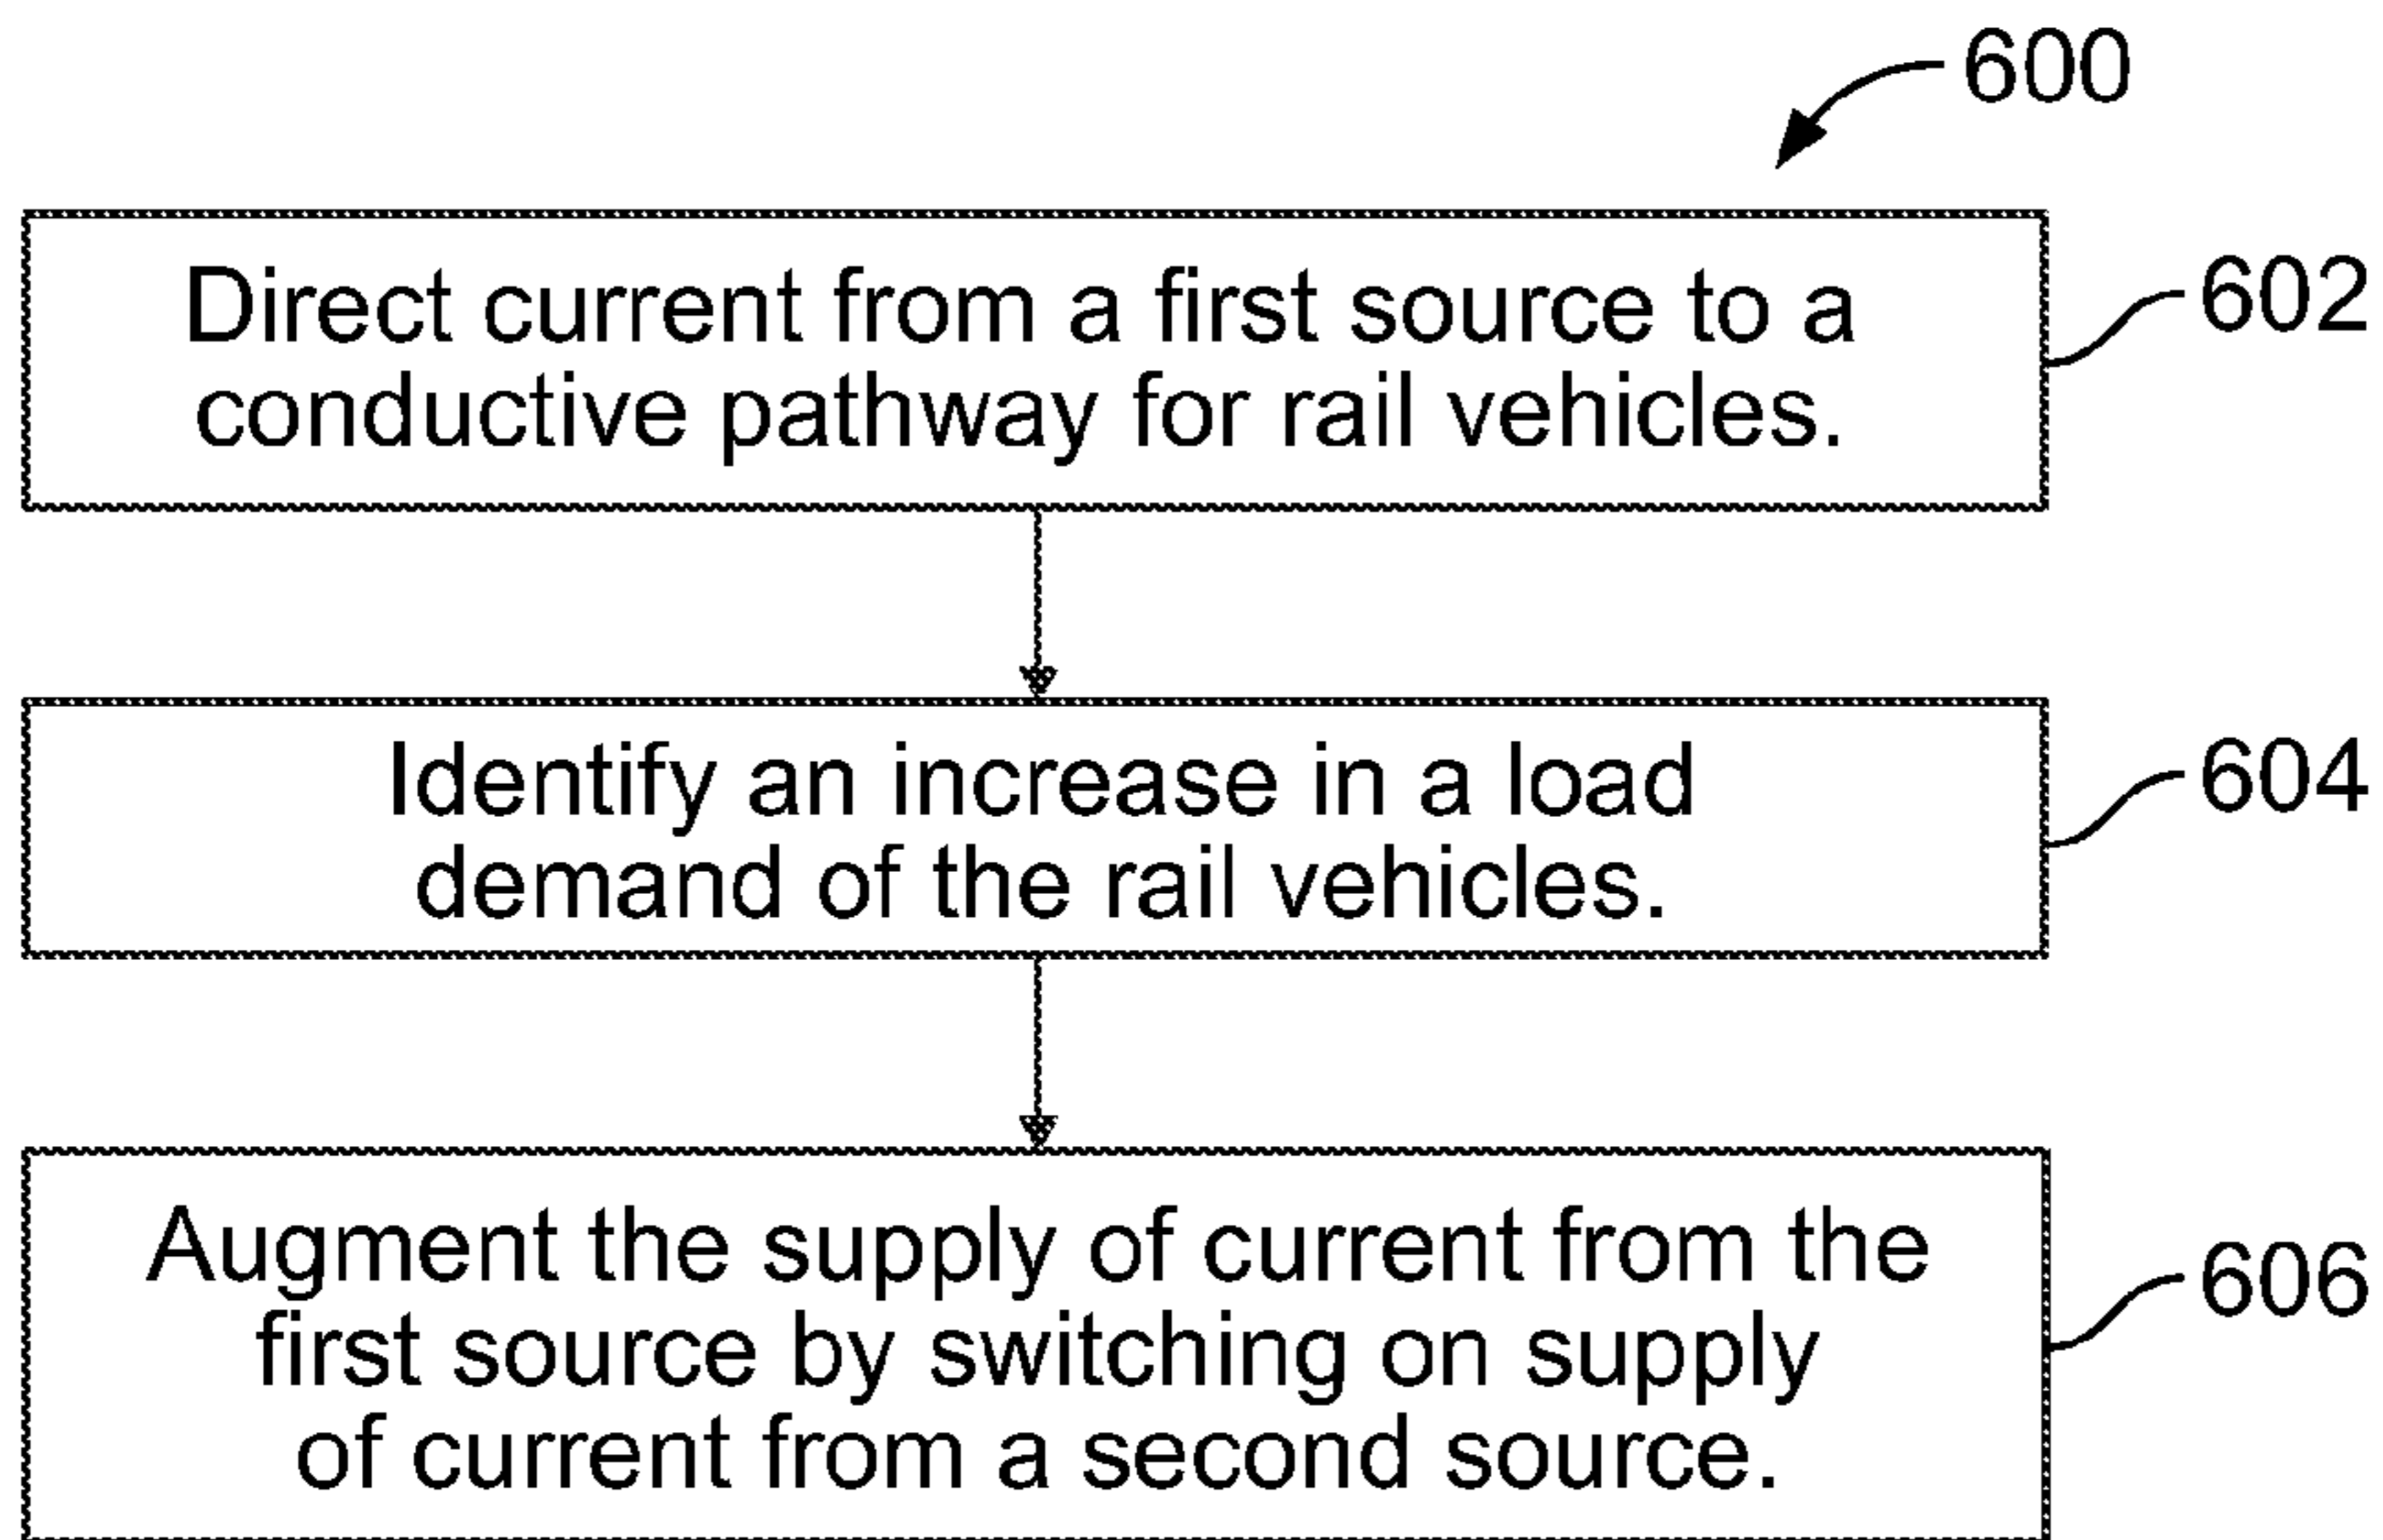 600
Direct current from a first source to a
conductive pathway for rail vehicles.
602
Identify an increase in a load
demand of the rail vehicles.
604
Augment the supply of current from the
first source by switching on supply
of current from a second source.
606